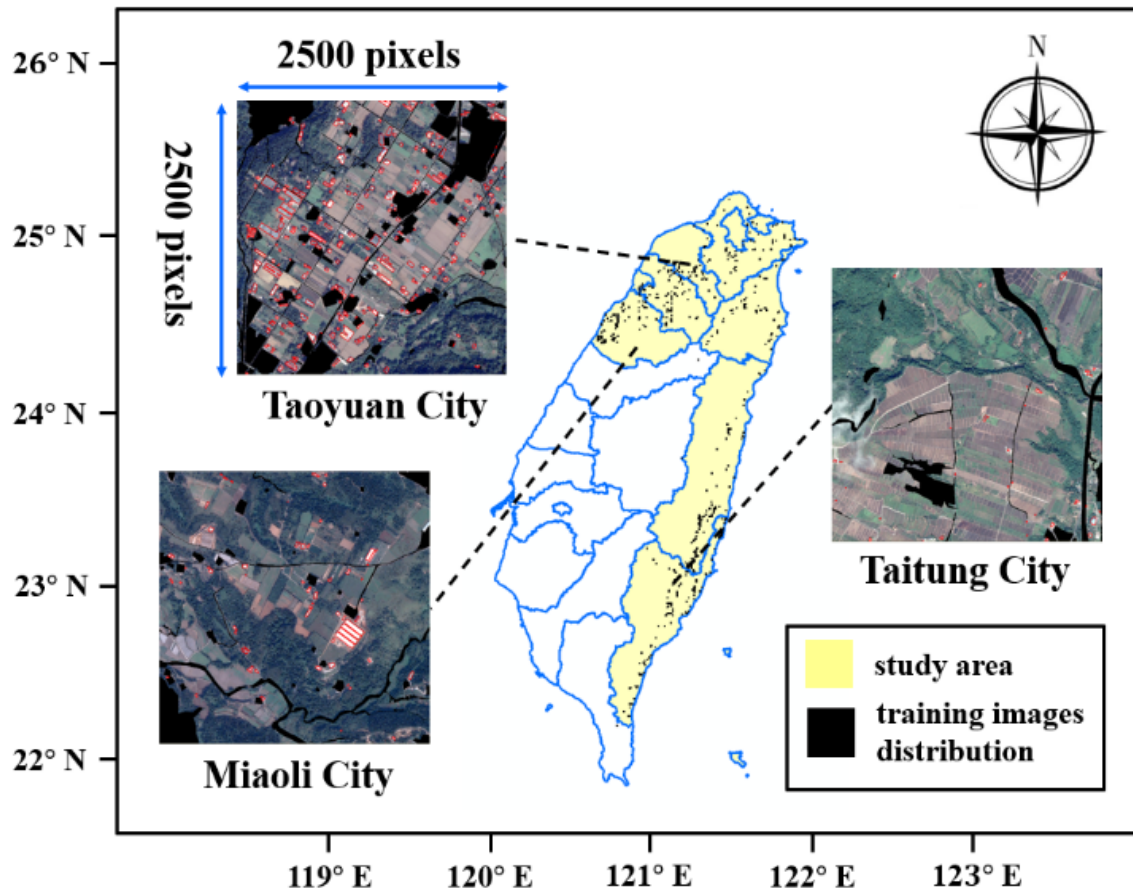 26° N
25° N
24° N
23° N
22° N
2500 pixels
2500 pixels
Taoyuan City
Miaoli City
N
Taitung City
study area
training images
distribution
119° E
120° E
121° E
122° E
123° E